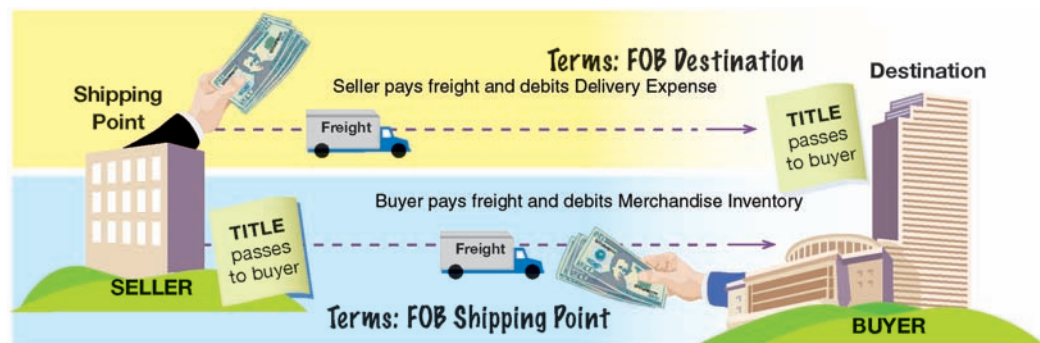 Terms: FOB Destination
Seller pays freight and debits Delivery Expense
Destination
Shipping
Point
Freight
TITLE
passes
to buyer
Buyer pays freight and debits Merchandise Inventory
TITLE
passes
to buyer
Freight
SELLER
Terms: FOB Shipping Point
BUYER